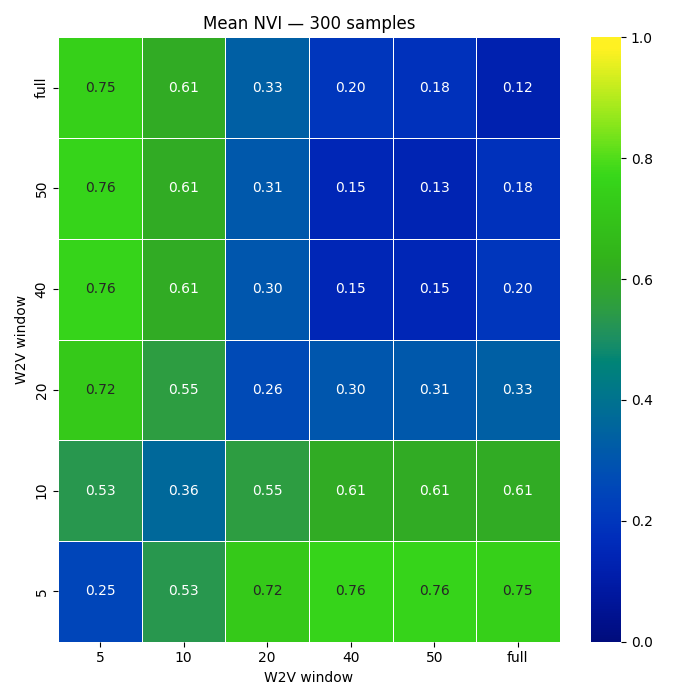 Mean NVI — 300 samples
full 0.75 0.61 0.33 0.20 0.18 0.12
50 0.76 0.61 0.31 0.15 0.13 0.18
40 0.76 0.61 0.30 0.15 0.15 0.20
20 0.72 0.55 0.26 0.30 0.31 0.33
10 0.53 0.36 0.55 0.61 0.61 0.61
5 0.25 0.53 0.72 0.76 0.76 0.75
5 10 20 40 50 full
W2V window
W2V window
1.0
0.8
0.6
0.4
0.2
0.0